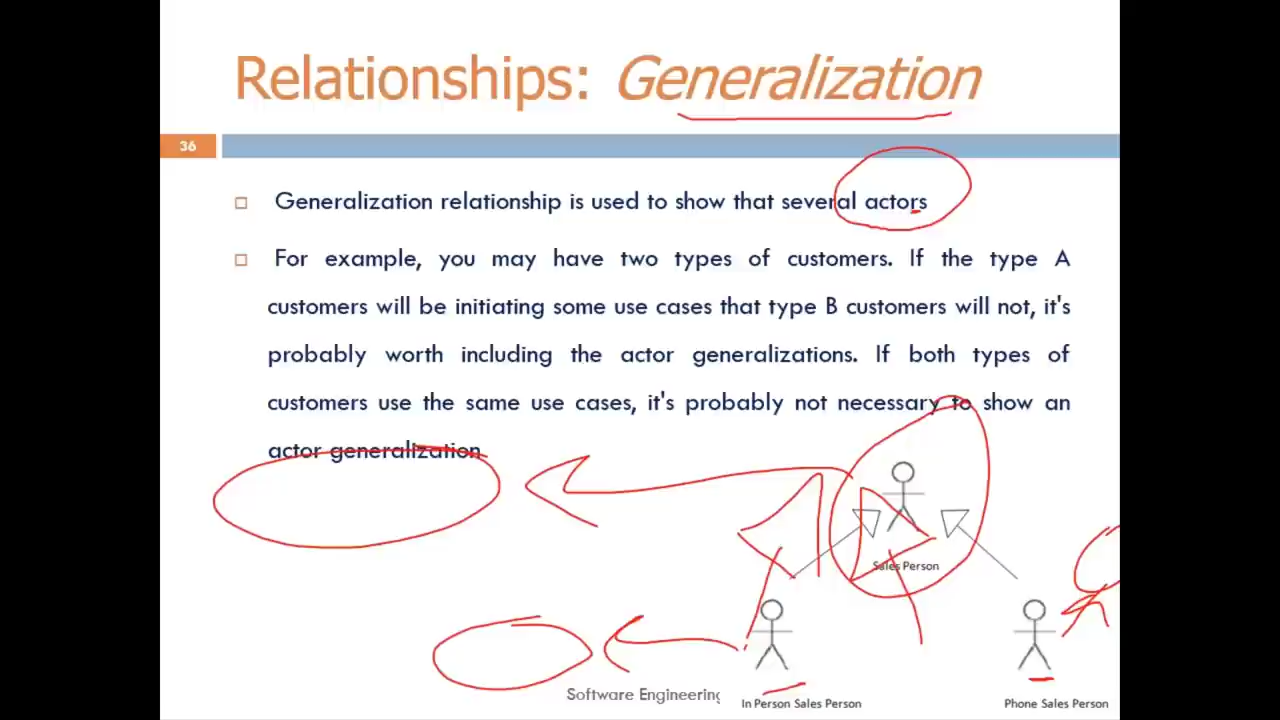 Relationships: Generalization
36
Generalization relationship is used to show that several actors
For example, you may have two types of customers. If the type A
customers will be initiating some use cases that type B customers will not, it's
probably worth including the actor generalizations. If both types of
customers use the same use cases, it's probably not necessary to show an
actor generalization
Sales Person
Software Engineering
In Person Sales Person
Phone Sales Person